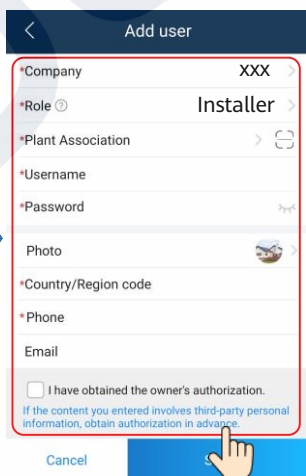 Add user
*Company XXX
*Role Installer
*Plant Association
*Username
*Password
Photo
*Country/Region code
*Phone
Email
I have obtained the owner's authorization.
If the content you entered involves third-party personal
information, obtain authorization in advance.
Cancel